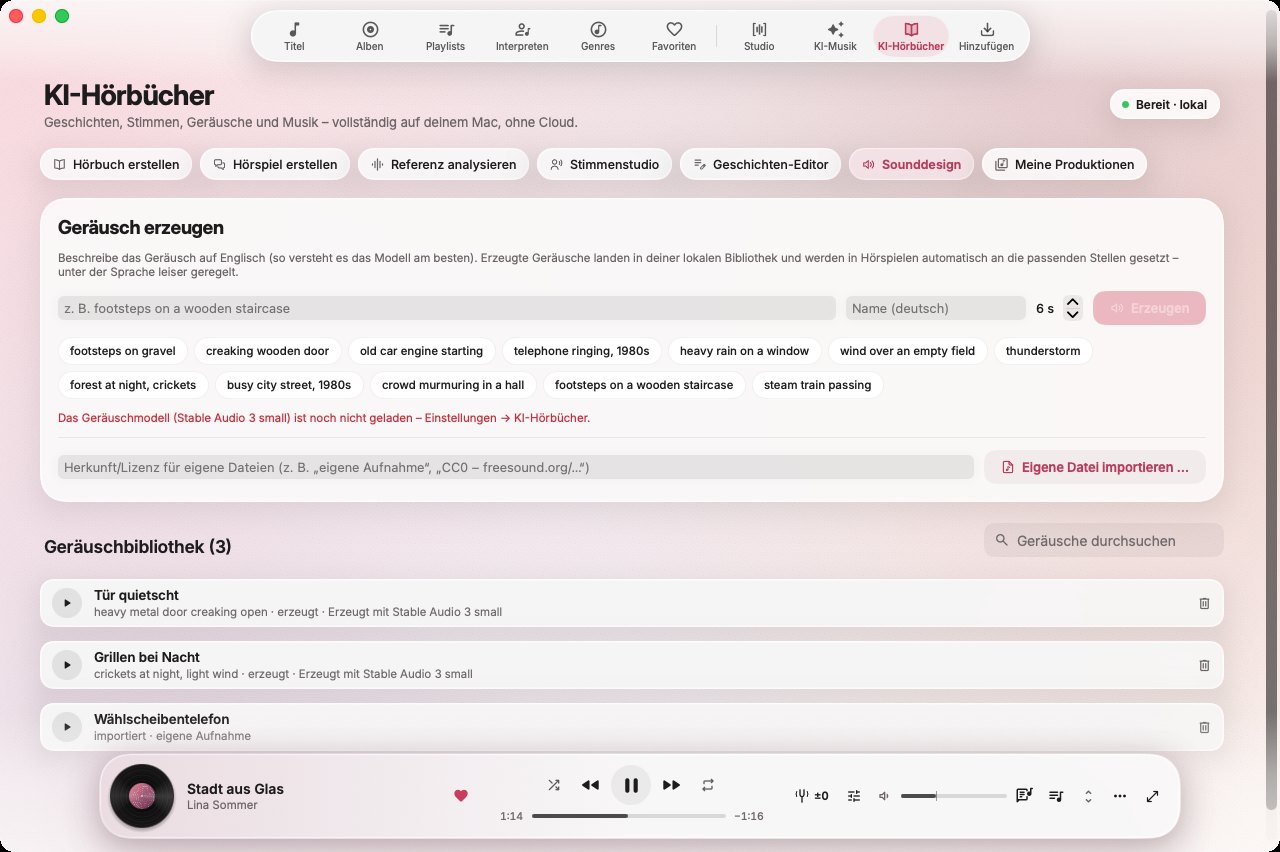 Titel
Alben
Playlists
Interpreten
Genres
Favoriten
Studio
KI-Musik
KI-Hörbücher
Hinzufügen
KI-Hörbücher
Geschichten, Stimmen, Geräusche und Musik – vollständig auf deinem Mac, ohne Cloud.
Bereit · lokal
Hörbuch erstellen
Hörspiel erstellen
Referenz analysieren
Stimmenstudio
Geschichten-Editor
Sounddesign
Meine Produktionen
Geräusch erzeugen
Beschreibe das Geräusch auf Englisch (so versteht es das Modell am besten). Erzeugte Geräusche landen in deiner lokalen Bibliothek und werden in Hörspielen automatisch an die passenden Stellen gesetzt –
unter der Sprache leiser geregelt.
z. B. footsteps on a wooden staircase
Name (deutsch)
6 s
Erzeugen
footsteps on gravel
creaking wooden door
old car engine starting
telephone ringing, 1980s
heavy rain on a window
wind over an empty field
thunderstorm
forest at night, crickets
busy city street, 1980s
crowd murmuring in a hall
footsteps on a wooden staircase
steam train passing
Das Geräuschmodell (Stable Audio 3 small) ist noch nicht geladen – Einstellungen → KI-Hörbücher.
Herkunft/Lizenz für eigene Dateien (z. B. „eigene Aufnahme“, „CC0 – freesound.org/…“)
Eigene Datei importieren …
Geräuschbibliothek (3)
Geräusche durchsuchen
Tür quietscht
heavy metal door creaking open · erzeugt · Erzeugt mit Stable Audio 3 small
Grillen bei Nacht
crickets at night, light wind · erzeugt · Erzeugt mit Stable Audio 3 small
Wählscheibentelefon
importiert · eigene Aufnahme
Stadt aus Glas
Lina Sommer
1:14
−1:16
±0